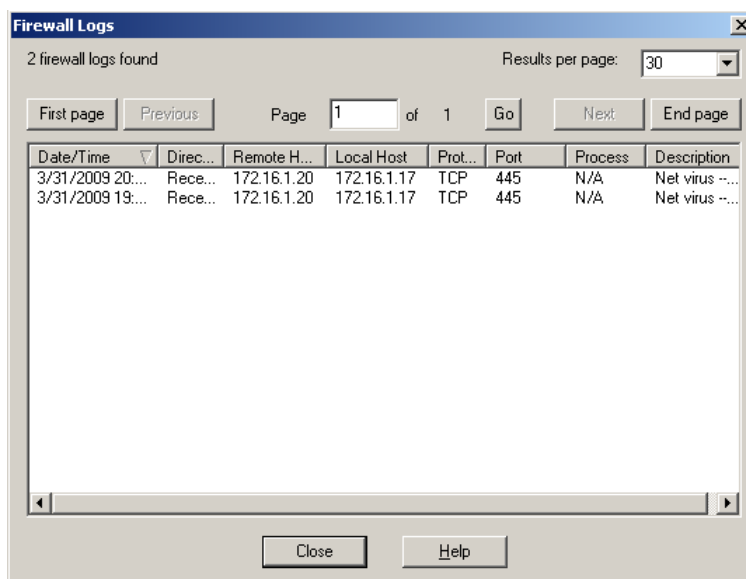 Firewall Logs
2 firewall logs found
Results per page: 30
First page Previous Page 1 of 1 Go Next End page
Date/Time Direc... Remote H... Local Host Prot... Port Process Description
3/31/2009 20:... Rece... 172.16.1.20 172.16.1.17 TCP 445 N/A Net virus --...
3/31/2009 19:... Rece... 172.16.1.20 172.16.1.17 TCP 445 N/A Net virus --...
Close Help